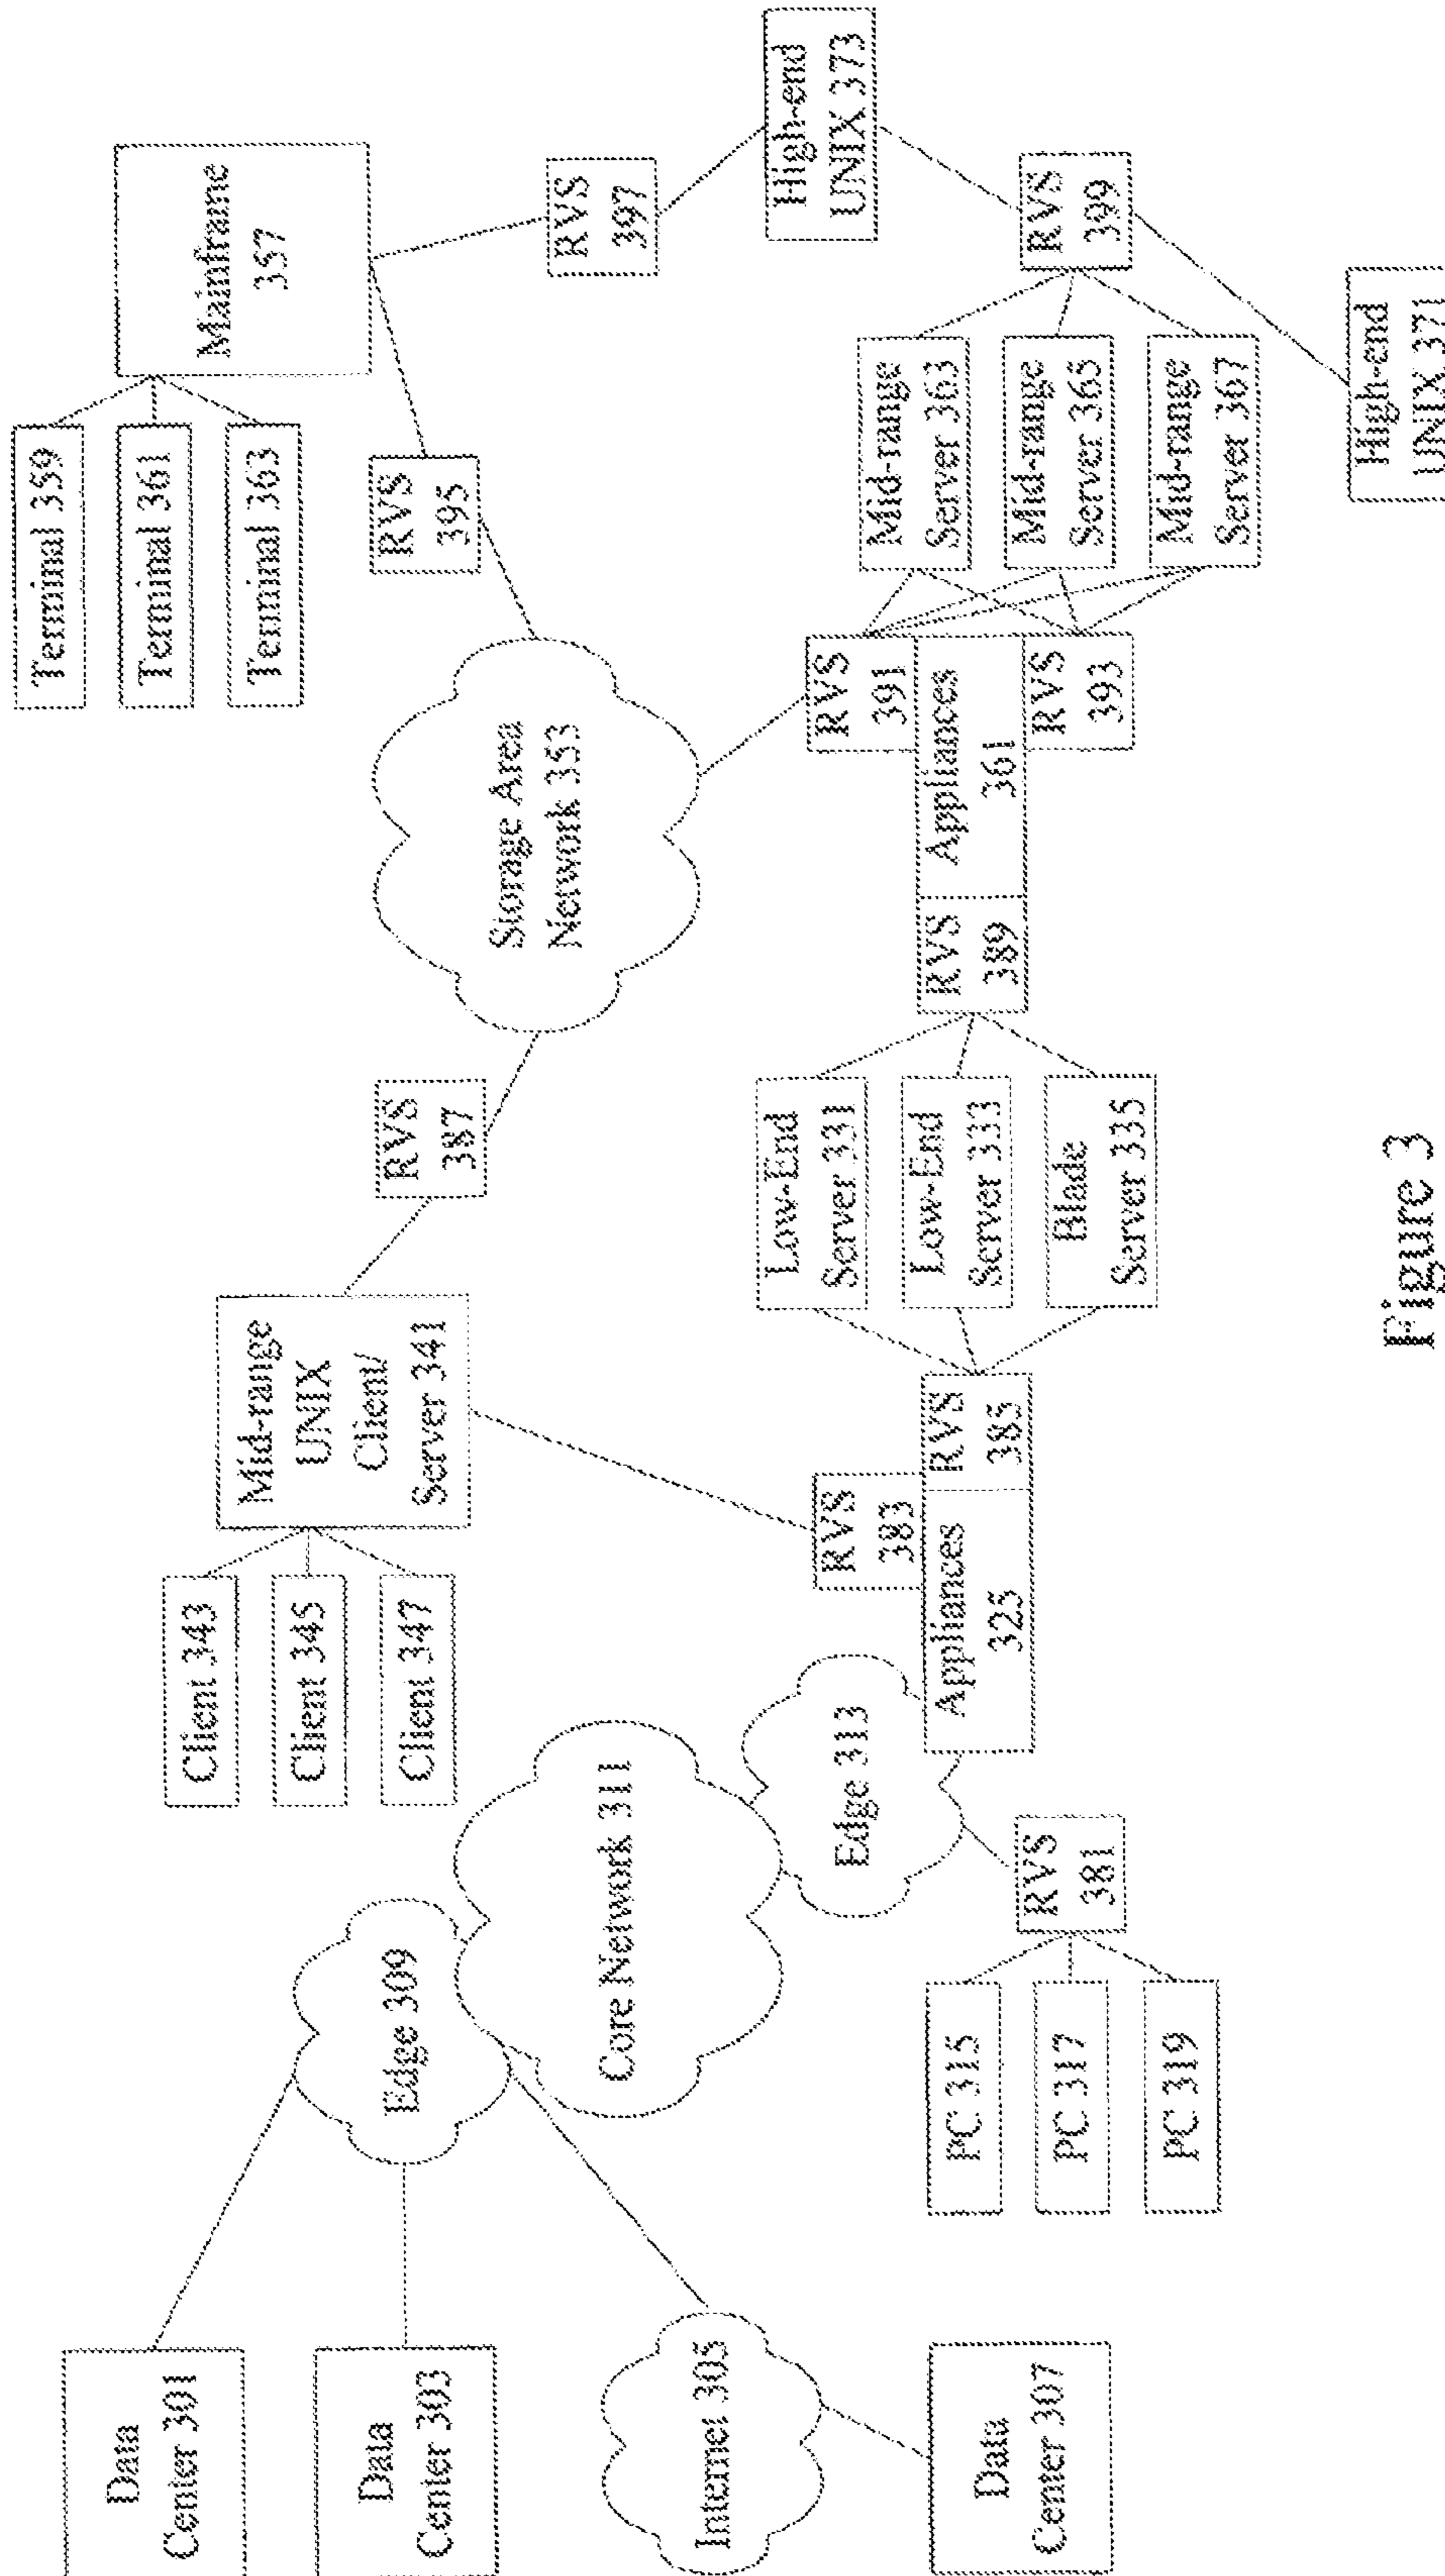 Data
Center 301
Data
Center 303
Internet 305
Data
Center 307
Edge 309
Core Network 311
Edge 313
PC 315
PC 317
PC 319
RVS
381
Client 343
Client 345
Client 347
Mid-range
UNIX
Client/
Server 341
Appliances
325
RVS
383
RVS
385
RVS
387
Low-End
Server 331
Low-End
Server 333
Blade
Server 335
Storage Area
Network 353
RVS
389
Appliances
361
RVS
391
RVS
393
Terminal 359
Terminal 361
Terminal 363
Mainframe
357
RVS
395
RVS
397
Mid-range
Server 363
Mid-range
Server 365
Mid-range
Server 367
High-end
UNIX 373
RVS
399
High-end
UNIX 371
Figure 3